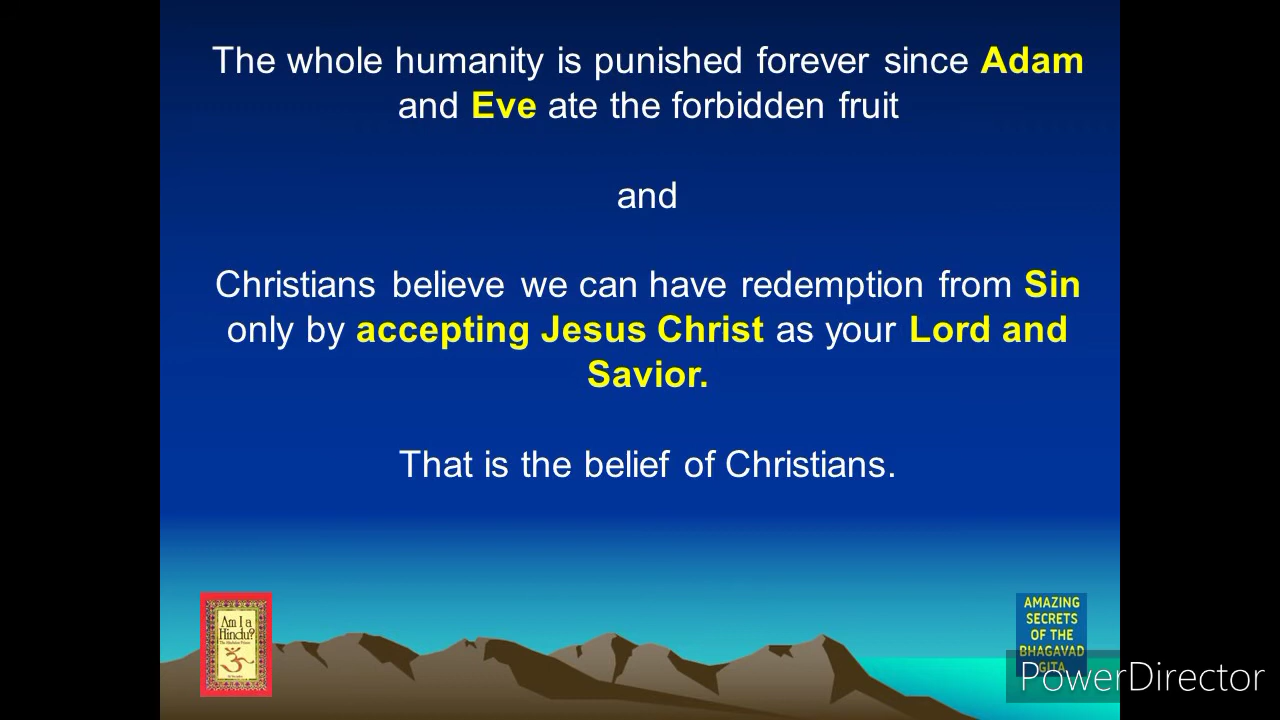 The whole humanity is punished forever since Adam
and Eve ate the forbidden fruit
and
Christians believe we can have redemption from Sin
only by accepting Jesus Christ as your Lord and
Savior.
That is the belief of Christians.
Am I a
Hindu?
AMAZING
SECRETS
OF THE
BHAGAVAD
GITA
PowerDirector